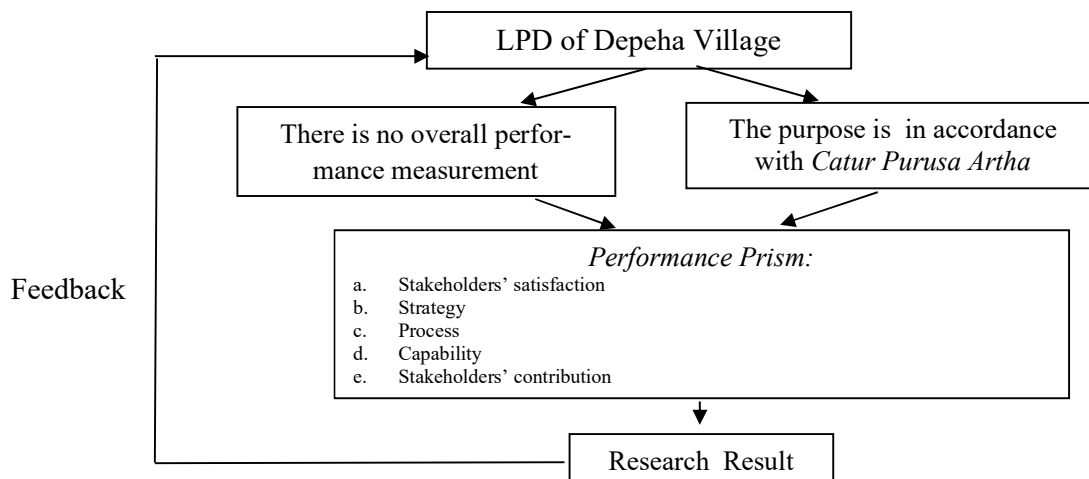 LPD of Depeha Village
There is no overall perfor-
mance measurement
The purpose is in accordance
with Catur Purusa Artha
Performance Prism:
a. Stakeholders’ satisfaction
b. Strategy
c. Process
d. Capability
e. Stakeholders’ contribution
Feedback
Research Result